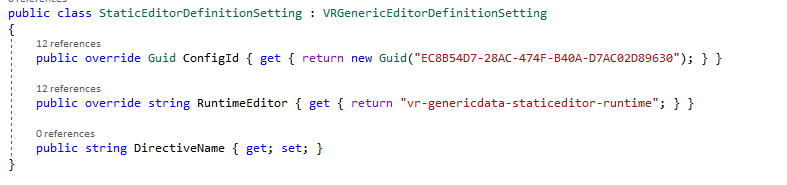 public class StaticEditorDefinitionSetting : VRGenericEditorDefinitionSetting
{
12 references
public override Guid ConfigId { get { return new Guid("EC8B54D7-28AC-474F-B40A-D7AC02D89630"); } }
12 references
public override string RuntimeEditor { get { return "vr-genericdata-staticeditor-runtime"; } }
0 references
public string DirectiveName { get; set; }
}